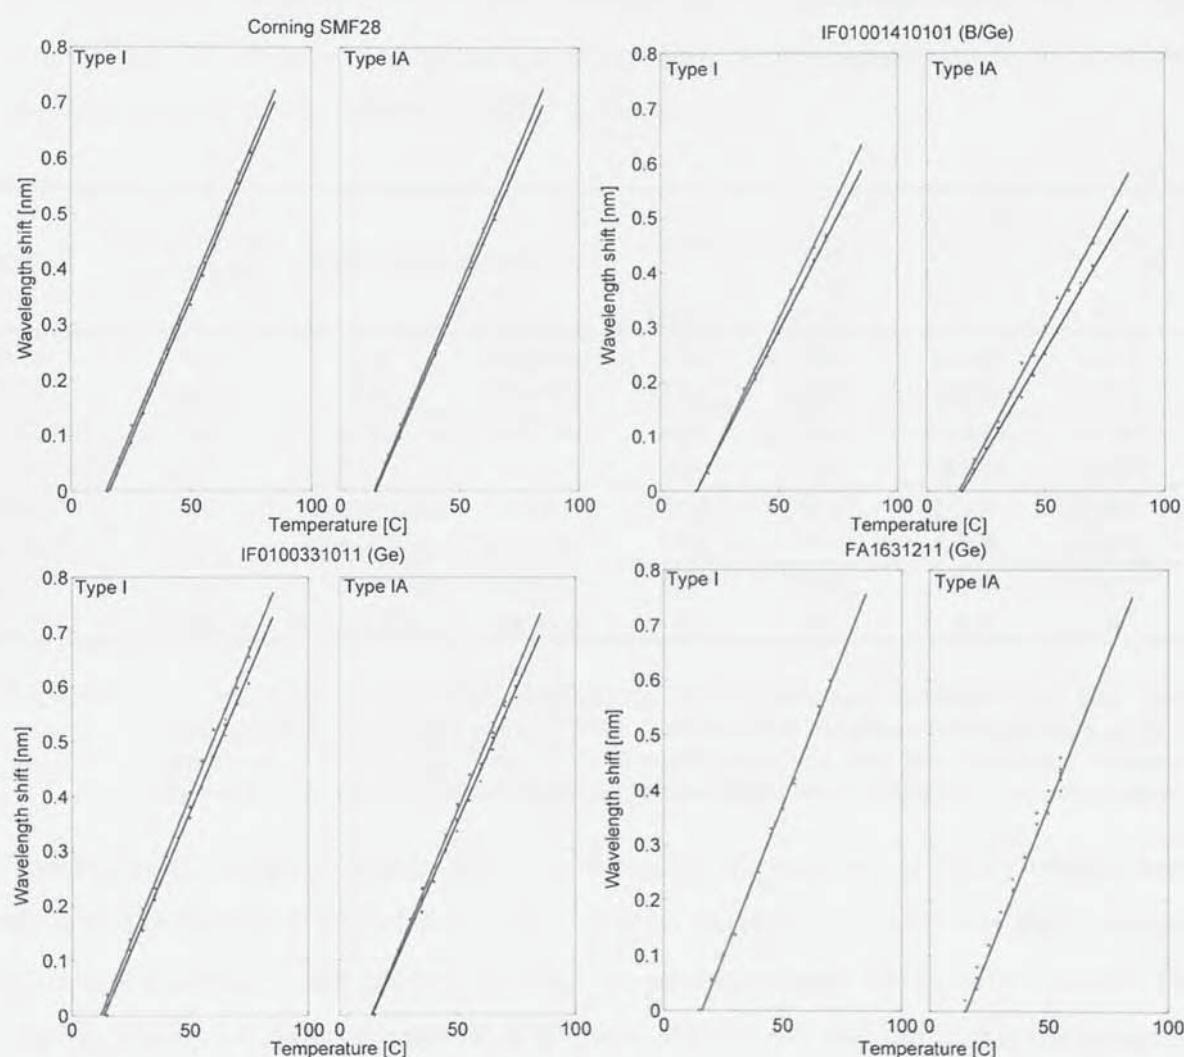 Corning SMF28
Type I
Type IA
Wavelength shift [nm]
0.8
0.7
0.6
0.5
0.4
0.3
0.2
0.1
0
0 50 100
0 50 100
Temperature [C]
IF01001410101 (B/Ge)
Type I
Type IA
Wavelength shift [nm]
0.8
0.7
0.6
0.5
0.4
0.3
0.2
0.1
0
0 50 100
0 50 100
Temperature [C]
IF0100331011 (Ge)
Type I
Type IA
Wavelength shift [nm]
0.8
0.7
0.6
0.5
0.4
0.3
0.2
0.1
0
0 50 100
0 50 100
Temperature [C]
FA1631211 (Ge)
Type I
Type IA
Wavelength shift [nm]
0.8
0.7
0.6
0.5
0.4
0.3
0.2
0.1
0
0 50 100
0 50 100
Temperature [C]